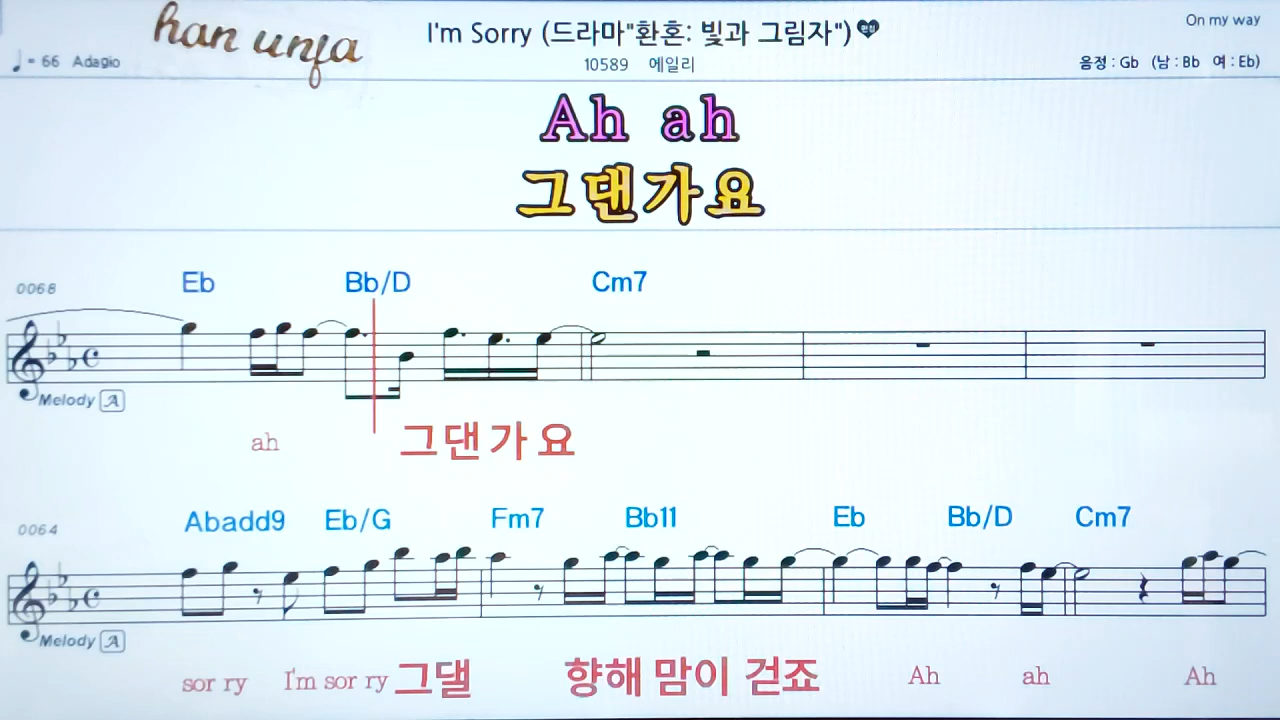 han unfa
I'm Sorry (드라마"환혼: 빛과 그림자")
On my way
♩ = 66 Adagio
10589 에일리
음정 : Gb (남 : Bb 여 : Eb)
Ah ah
그댄가요
0068
Eb Bb/D Cm7
Melody A
ah 그댄가요
0064
Abadd9 Eb/G Fm7 Bb11 Eb Bb/D Cm7
Melody A
sor ry I'm sor ry 그댈 향해 맘이 걷죠 Ah ah Ah